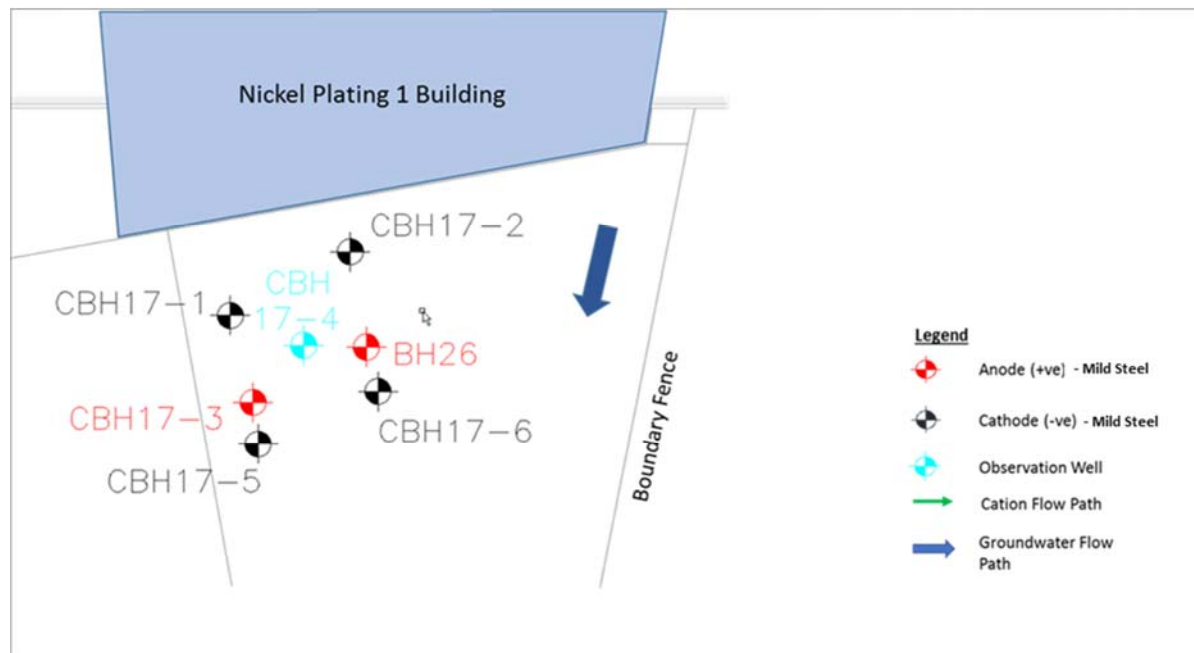 Nickel Plating 1 Building
CBH17-2
CBH
17-4
CBH17-1
BH26
CBH17-3
CBH17-6
CBH17-5
Boundary Fence
Legend
Anode (+ve) - Mild Steel
Cathode (-ve) - Mild Steel
Observation Well
Cation Flow Path
Groundwater Flow
Path